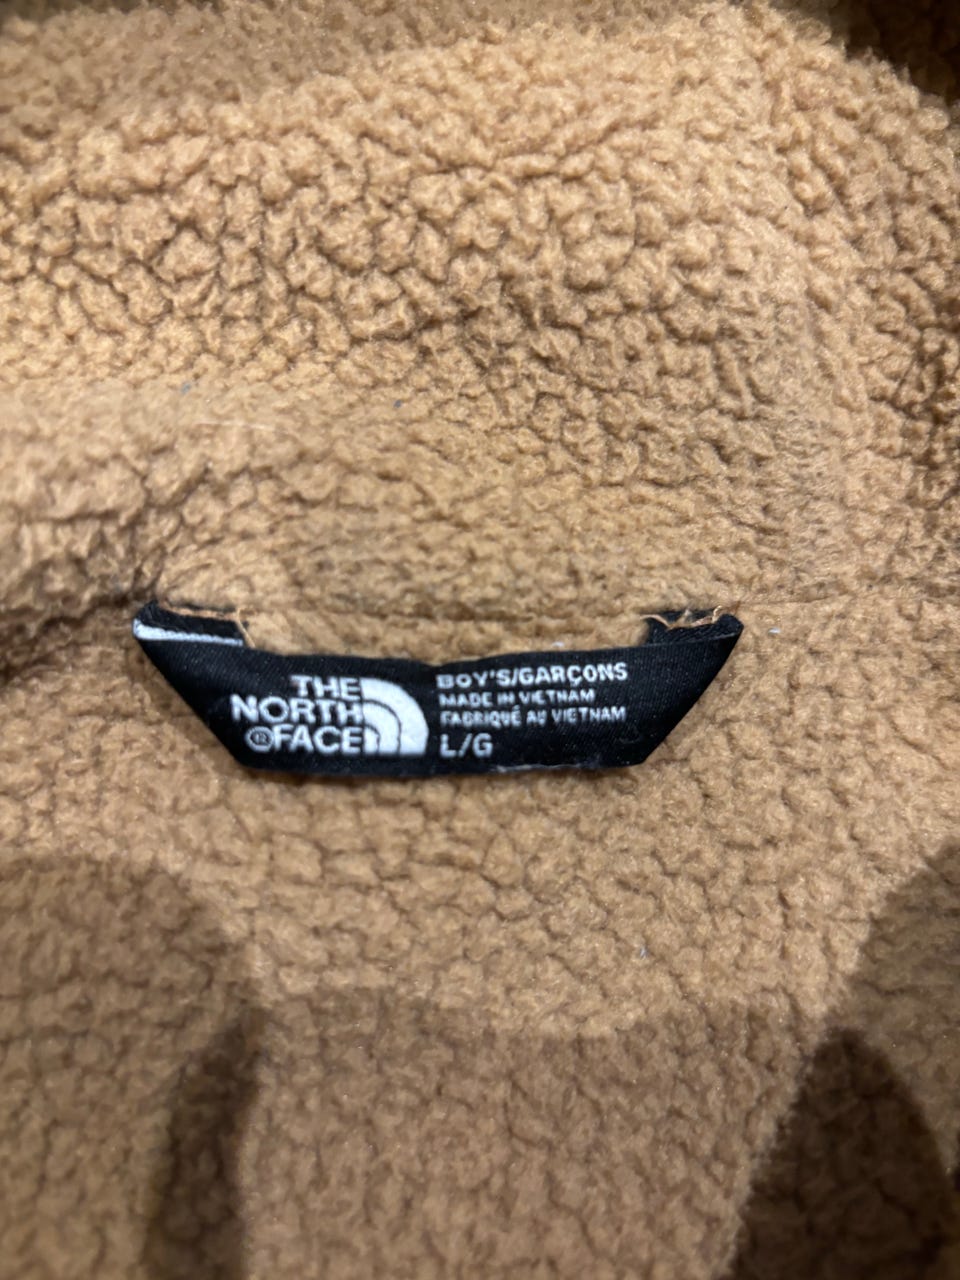 THE
NORTH
FACE
BOY'S/GARÇONS
MADE IN VIETNAM
FABRIQUÉ AU VIETNAM
L/G